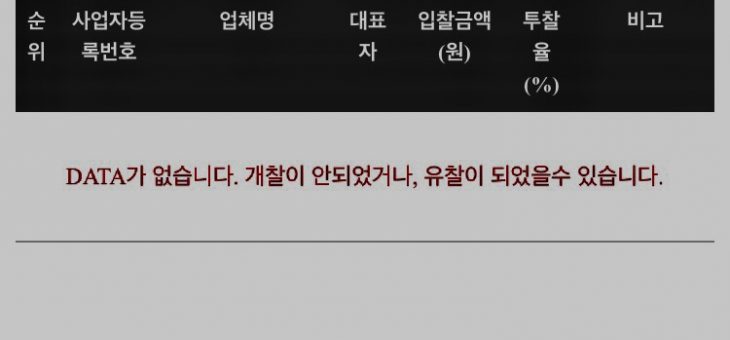 순 사업자등 업체명 대표 입찰금액 투찰 비고
위 록번호 자 (원) 율
(%)
DATA가 없습니다. 개찰이 안되었거나, 유찰이 되었을수 있습니다.